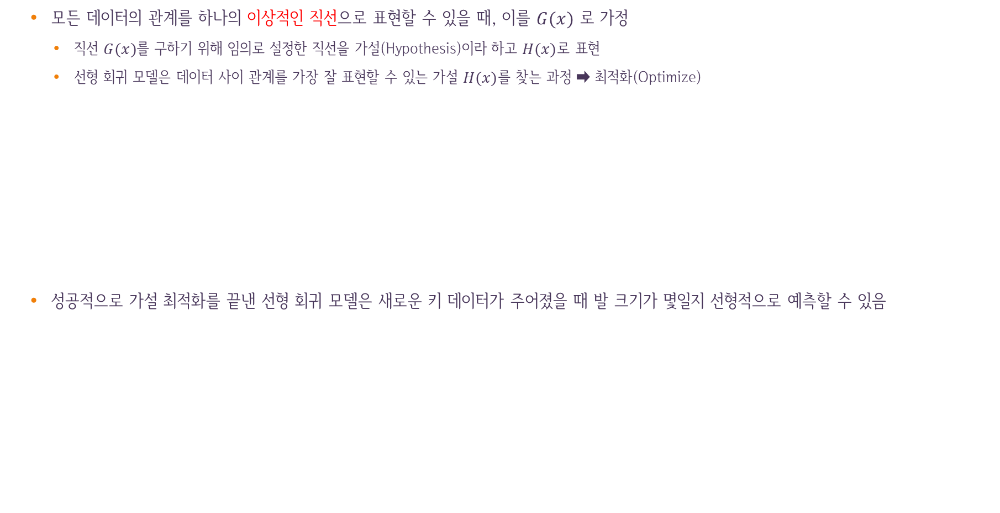 • 모든 데이터의 관계를 하나의 이상적인 직선으로 표현할 수 있을 때, 이를 G(x) 로 가정
• 직선 G(x)를 구하기 위해 임의로 설정한 직선을 가설(Hypothesis)이라 하고 H(x)로 표현
• 선형 회귀 모델은 데이터 사이 관계를 가장 잘 표현할 수 있는 가설 H(x)를 찾는 과정 ➡ 최적화(Optimize)
• 성공적으로 가설 최적화를 끝낸 선형 회귀 모델은 새로운 키 데이터가 주어졌을 때 발 크기가 몇일지 선형적으로 예측할 수 있음